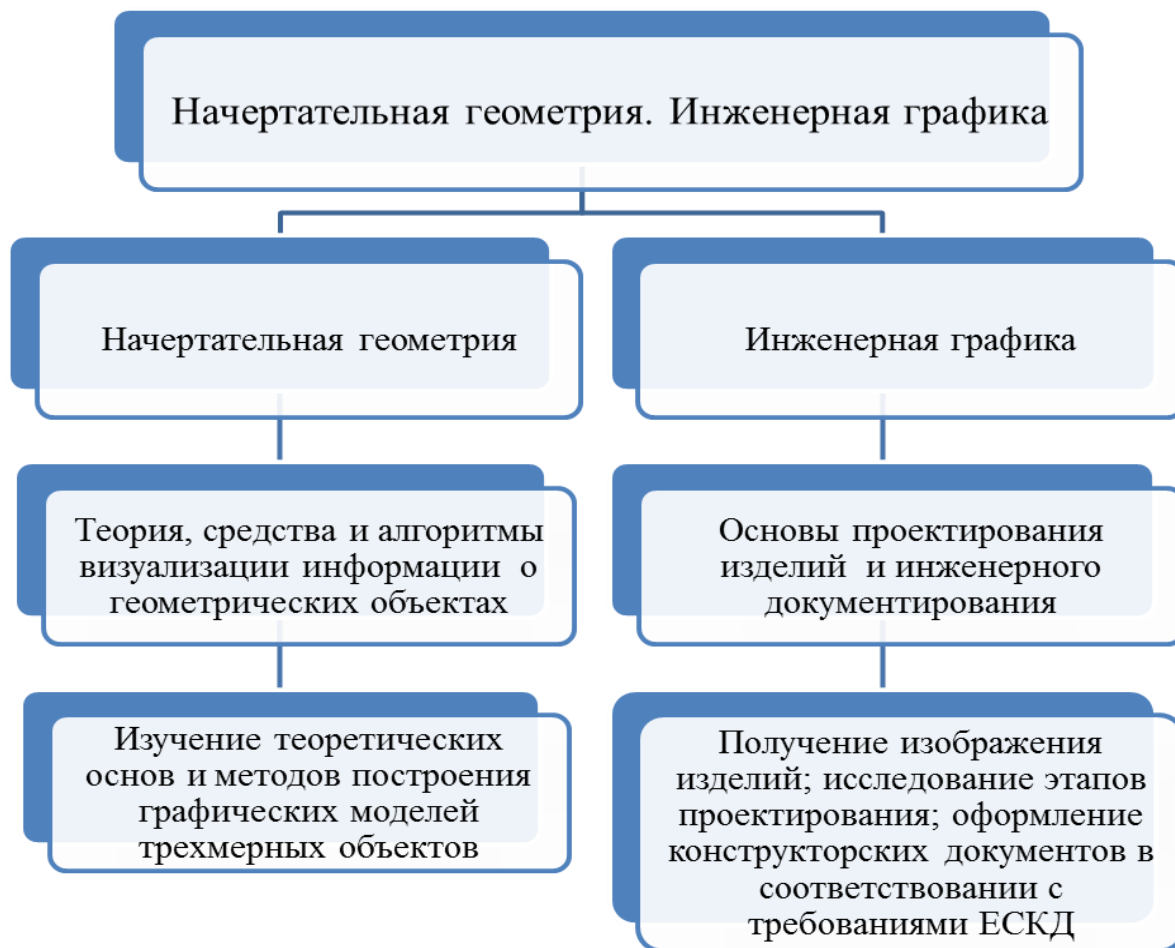 Начертательная геометрия. Инженерная графика
Начертательная геометрия
Инженерная графика
Теория, средства и алгоритмы
визуализации информации о
геометрических объектах
Основы проектирования
изделий и инженерного
документирования
Изучение теоретических
основ и методов построения
графических моделей
трехмерных объектов
Получение изображения
изделий; исследование этапов
проектирования; оформление
конструкторских документов в
соответствовании с
требованиями ЕСКД